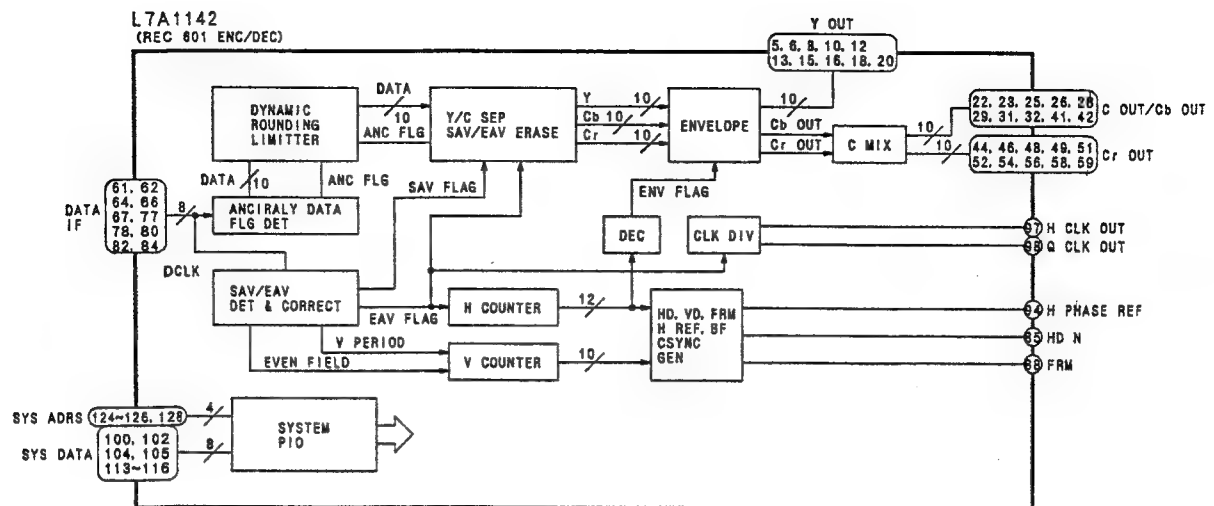 L7A1142
(REC 601 ENC/DEC)
Y OUT
5, 6, 8, 10, 12
13, 15, 16, 18, 20
DYNAMIC
ROUNDING
LIMITTER
DATA
10
ANC FLG
Y/C SEP
SAV/EAV ERASE
Y
10
Cb
10
Cr
10
ENVELOPE
10
Cb OUT
Cr OUT
C MIX
10
10
22, 23, 25, 26, 28
29, 31, 32, 41, 42
C OUT/Cb OUT
44, 46, 48, 49, 51
52, 54, 56, 58, 59
Cr OUT
DATA
10
ANC FLG
SAV FLAG
ENV FLAG
DATA
IF
61, 62
64, 66
67, 77
78, 80
82, 84
8
ANCIRALY DATA
FLG DET
DEC
CLK DIV
97
H CLK OUT
98
Q CLK OUT
DCLK
SAV/EAV
DET & CORRECT
EAV FLAG
H COUNTER
12
HD, VD, FRM
H REF, BF
CSYNC
GEN
94
H PHASE REF
V PERIOD
85
HD N
EVEN FIELD
V COUNTER
10
88
FRM
SYS ADRS
124~126, 128
4
SYSTEM
PIO
SYS DATA
100, 102
104, 105
113~116
8